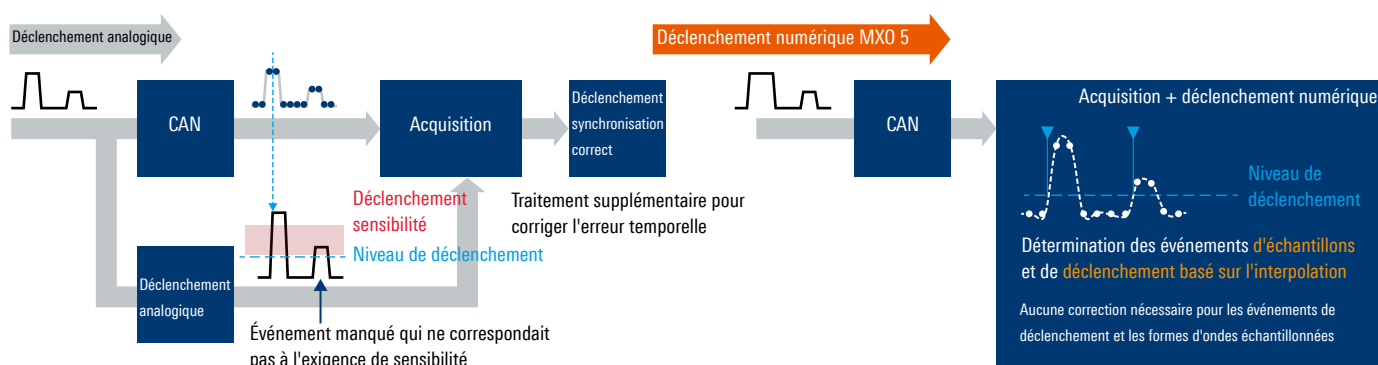 Déclenchement analogique
CAN
Acquisition
Déclenchement
synchronisation
correct
Déclenchement
sensibilité
Niveau de déclenchement
Traitement supplémentaire pour
corriger l'erreur temporelle
Déclenchement
analogique
Événement manqué qui ne correspondait
pas à l'exigence de sensibilité
Déclenchement numérique MXO 5
CAN
Acquisition + déclenchement numérique
Niveau de
déclenchement
Détermination des événements d'échantillons
et de déclenchement basé sur l'interpolation
Aucune correction nécessaire pour les événements de
déclenchement et les formes d'ondes échantillonnées